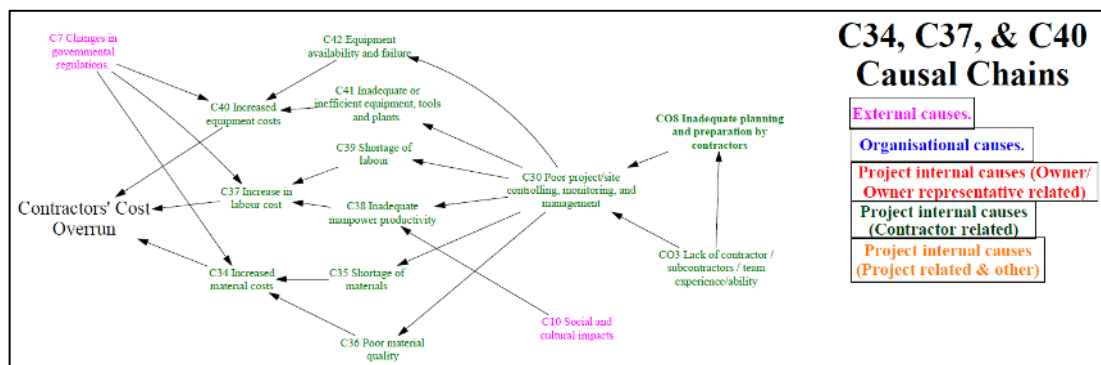 C7 Changes in
governmental
regulations.
C42 Equipment
availability and failure
C34, C37, & C40
Causal Chains
C40 Increased
equipment costs
C41 Inadequate or
inefficient equipment, tools
and plants.
CO8 Inadequate planning
and preparation by
contractors
External causes.
Organisational causes.
C39 Shortage of
labour
C30 Poor project/site
controlling, monitoring, and
management
Project internal causes (Owner/
Owner representative related)
C37 Increase in
labour cost
C38 Inadequate
manpower productivity
Contractors' Cost
Overrun
Project internal causes
(Contractor related)
C34 Increased
material costs
C35 Shortage of
materials
CO3 Lack of contractor /
subcontractors / team
experience/ability
Project internal causes
(Project related & other)
C10 Social and
cultural impacts
C36 Poor material
quality